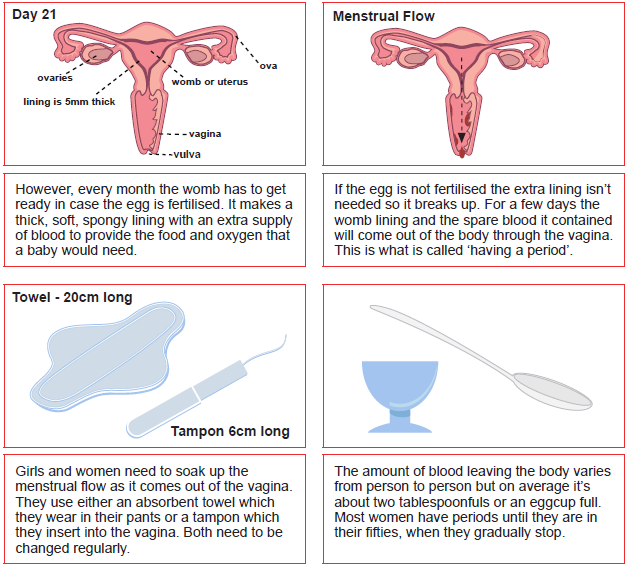 Day 21
ovaries
lining is 5mm thick
womb or uterus
ova
vagina
vulva
Menstrual Flow
However, every month the womb has to get
ready in case the egg is fertilised. It makes a
thick, soft, spongy lining with an extra supply
of blood to provide the food and oxygen that
a baby would need.
If the egg is not fertilised the extra lining isn’t
needed so it breaks up. For a few days the
womb lining and the spare blood it contained
will come out of the body through the vagina.
This is what is called ‘having a period’.
Towel - 20cm long
Tampon 6cm long
Girls and women need to soak up the
menstrual flow as it comes out of the vagina.
They use either an absorbent towel which
they wear in their pants or a tampon which
they insert into the vagina. Both need to be
changed regularly.
The amount of blood leaving the body varies
from person to person but on average it’s
about two tablespoonfuls or an eggcup full.
Most women have periods until they are in
their fifties, when they gradually stop.